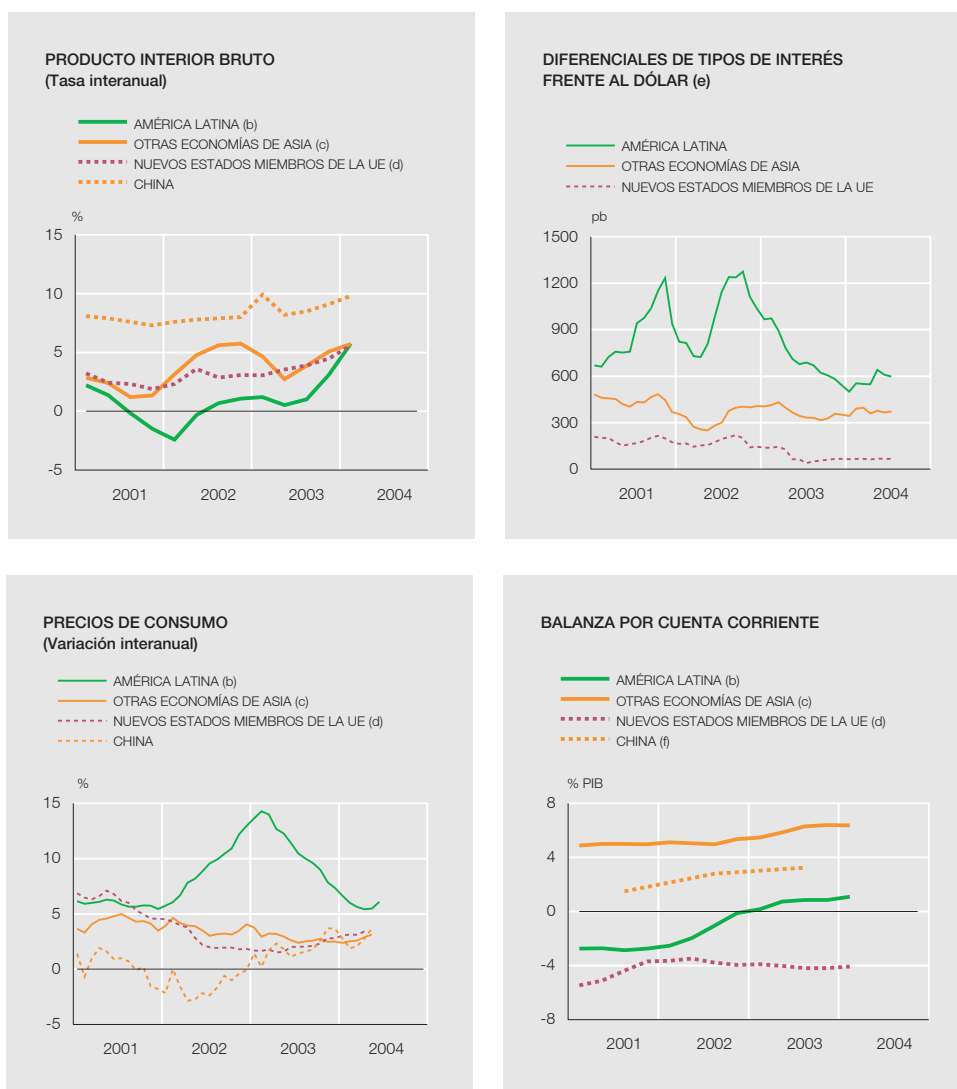 PRODUCTO INTERIOR BRUTO
(Tasa interanual)
AMÉRICA LATINA (b)
OTRAS ECONOMÍAS DE ASIA (c)
NUEVOS ESTADOS MIEMBROS DE LA UE (d)
CHINA
%
15
10
5
0
-5
2001 2002 2003 2004
DIFERENCIALES DE TIPOS DE INTERÉS
FRENTE AL DÓLAR (e)
AMÉRICA LATINA
OTRAS ECONOMÍAS DE ASIA
NUEVOS ESTADOS MIEMBROS DE LA UE
pb
1500
1200
900
600
300
0
2001 2002 2003 2004
PRECIOS DE CONSUMO
(Variación interanual)
AMÉRICA LATINA (b)
OTRAS ECONOMÍAS DE ASIA (c)
NUEVOS ESTADOS MIEMBROS DE LA UE (d)
CHINA
%
15
10
5
0
-5
2001 2002 2003 2004
BALANZA POR CUENTA CORRIENTE
AMÉRICA LATINA (b)
OTRAS ECONOMÍAS DE ASIA (c)
NUEVOS ESTADOS MIEMBROS DE LA UE (d)
CHINA (f)
% PIB
8
4
0
-4
-8
2001 2002 2003 2004